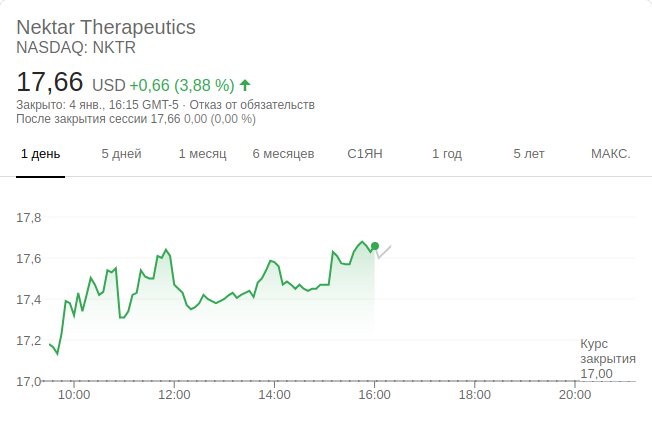 Nektar Therapeutics
NASDAQ: NKTR
17,66 USD +0,66 (3,88 %)
Закрыто: 4 янв., 16:15 GMT-5 · Отказ от обязательств
После закрытия сессии 17,66 0,00 (0,00 %)
1 день 5 дней 1 месяц 6 месяцев С1ЯН 1 год 5 лет МАКС.
17,8
17,6
17,4
17,2
Курс
закрытия
17,00
17,0
10:00 12:00 14:00 16:00 18:00 20:00